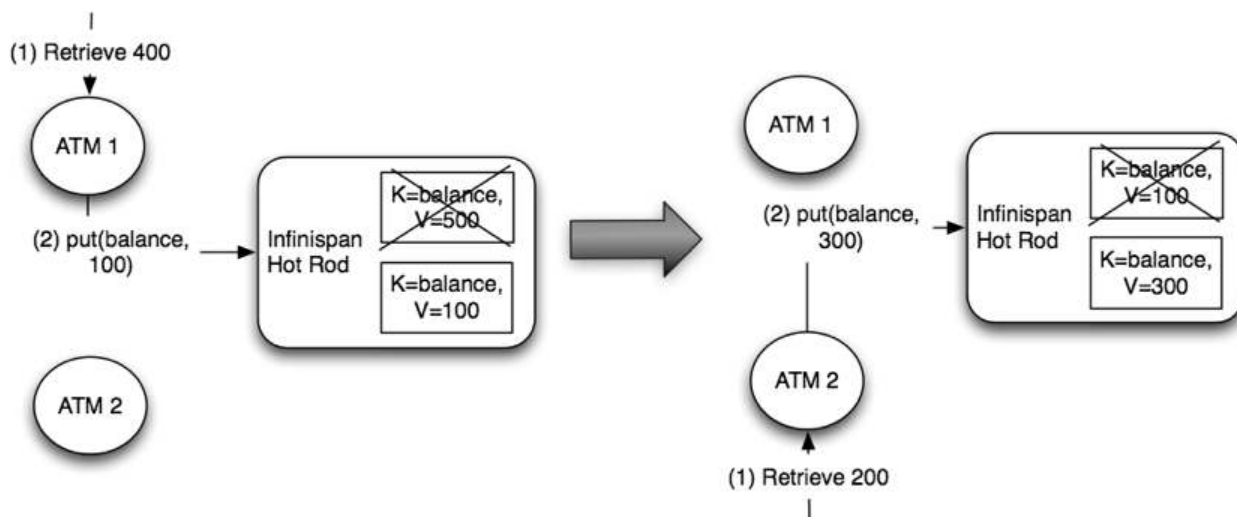 (1) Retrieve 400
ATM 1
(2) put(balance,
100)
ATM 2
Infinispan
Hot Rod
K=balance,
V=500
K=balance,
V=100
ATM 1
(2) put(balance,
300)
ATM 2
(1) Retrieve 200
Infinispan
Hot Rod
K=balance,
V=100
K=balance,
V=300